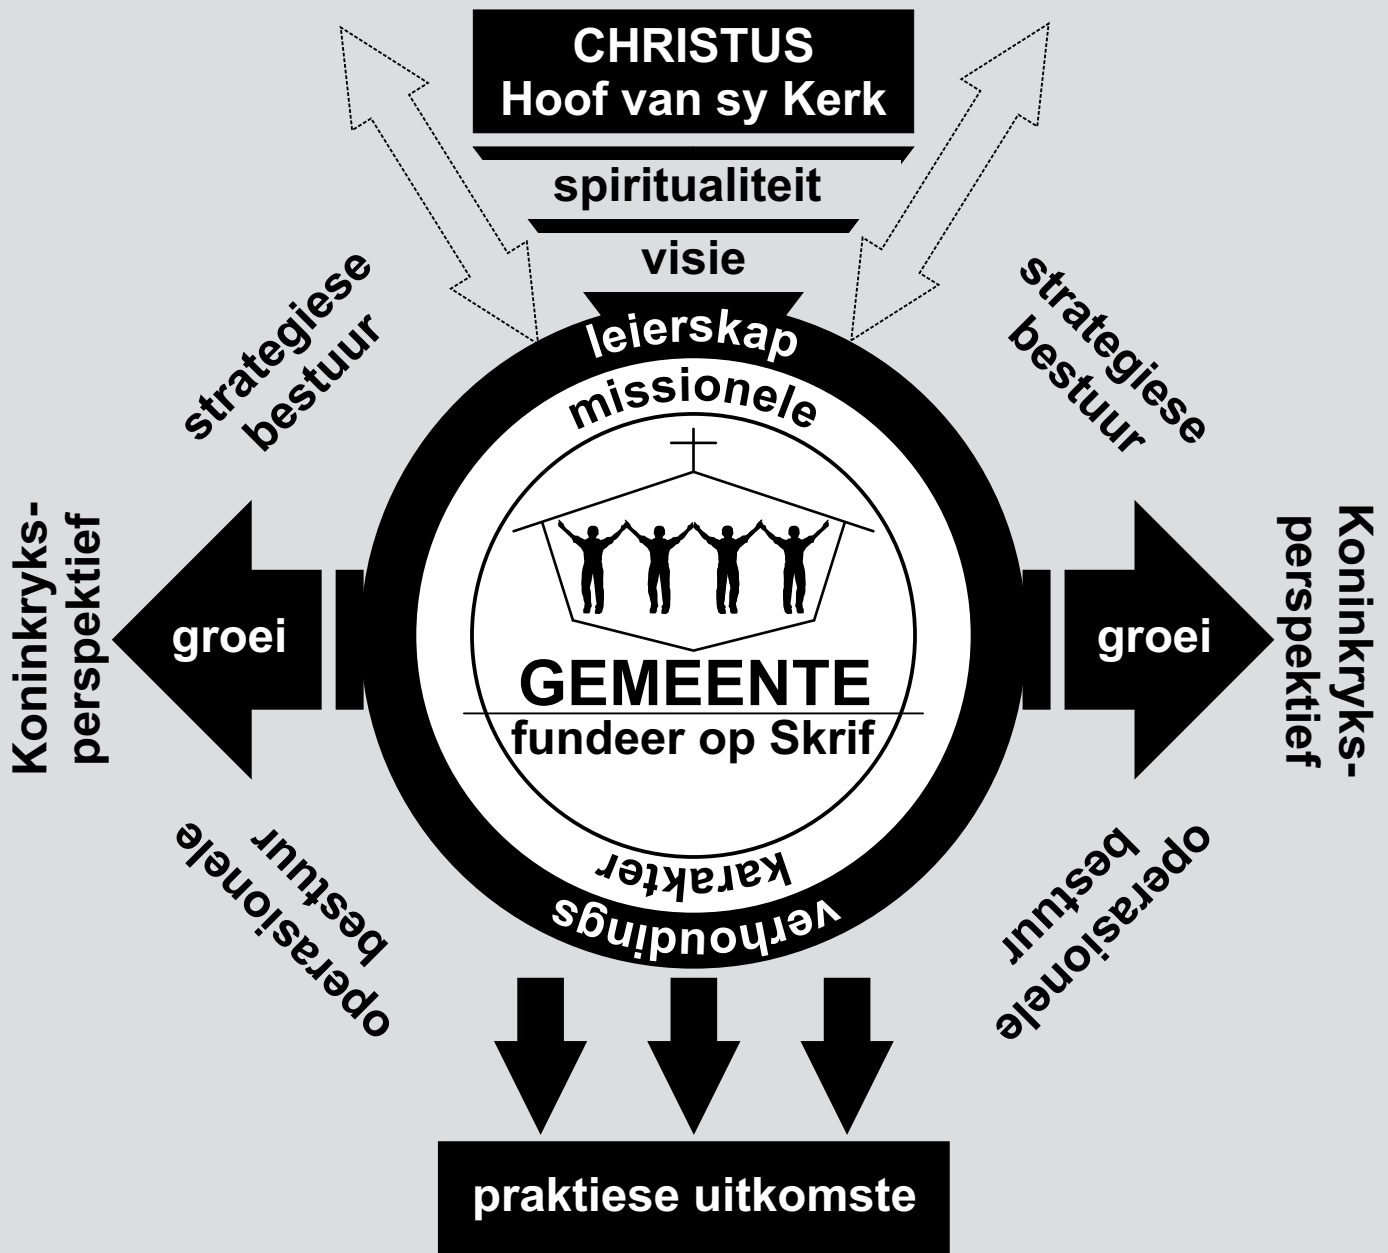 CHRISTUS
Hoof van sy Kerk
spiritualiteit
visie
leierskap
missionele
strategiese
bestuur
strategiese
bestuur
Koninkryks-
perspektief
groei
GEMEENTE
fundeer op Skrif
groei
Koninkryks-
perspektief
karakter
verhoudings
operasionele
bestuur
operasionele
bestuur
praktiese uitkomste